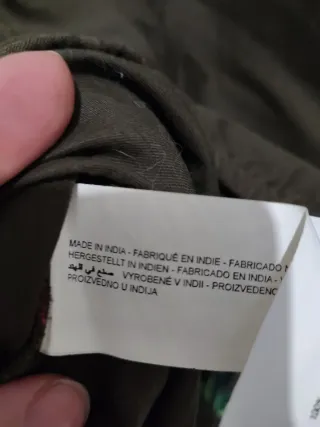 MADE IN INDIA - FABRIQUÉ EN INDE - FABRICADO
HERGESTELLT IN INDIEN - FABRICADO EN INDIA -
صنع في الهند VYROBENÉ V INDII - PROIZVEDENO
PROIZVEDNO U INDIJA